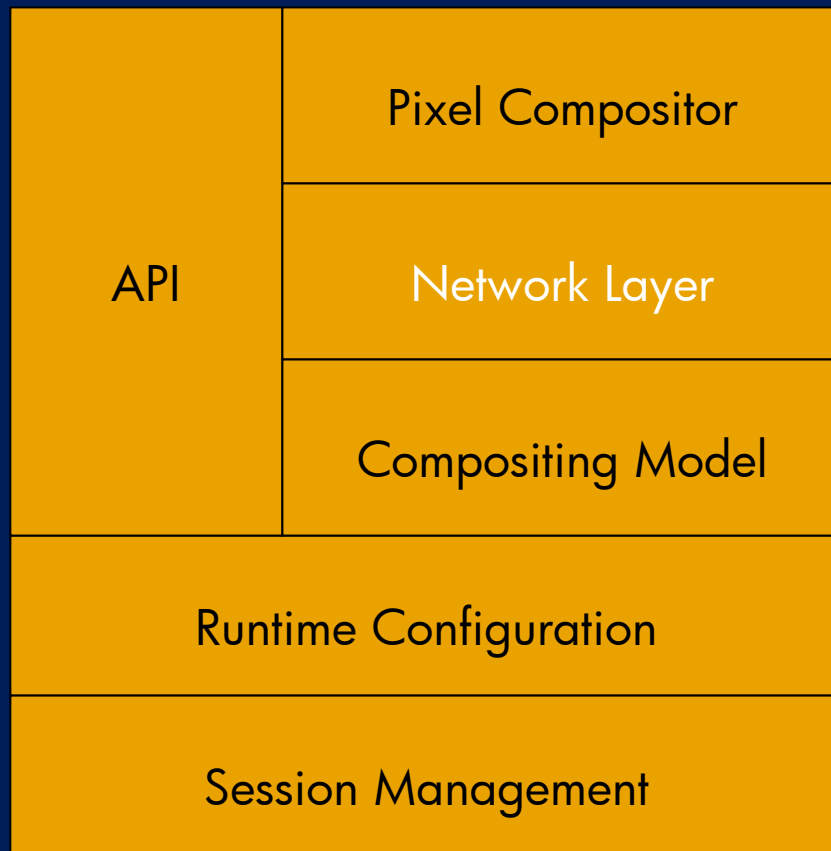 Pixel Compositor
API
Network Layer
Compositing Model
Runtime Configuration
Session Management